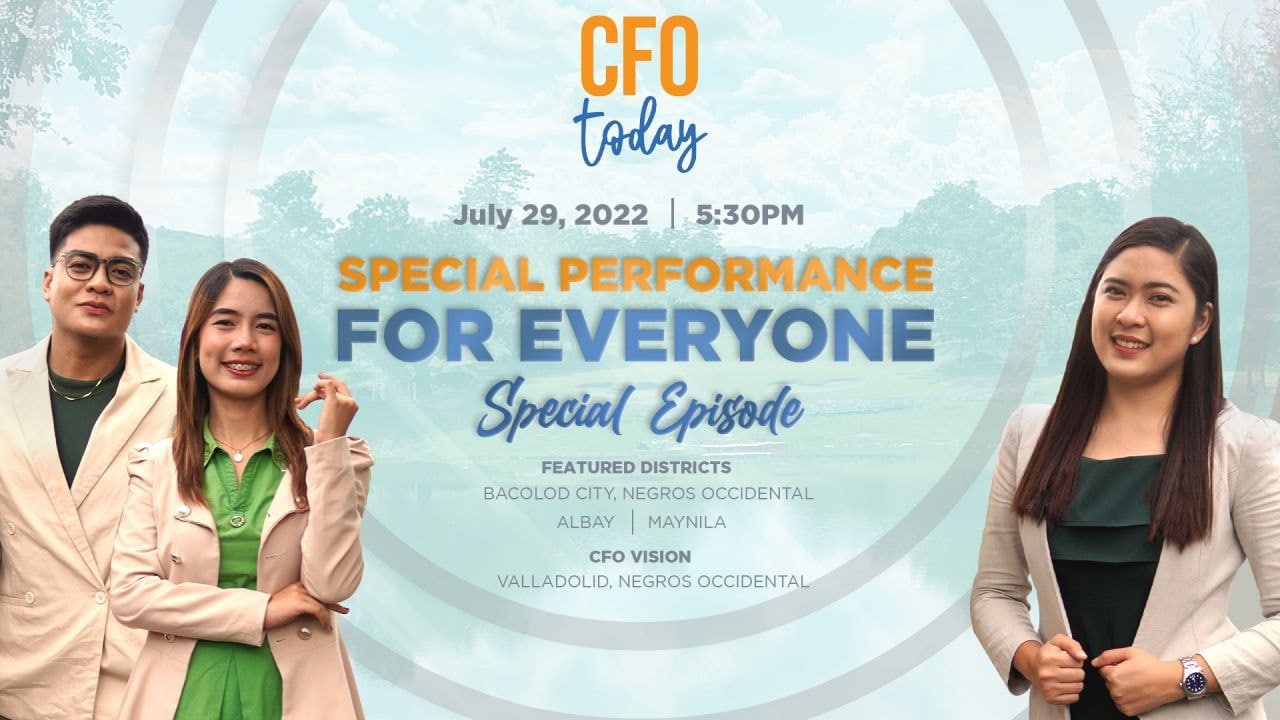 CFO
today
July 29, 2022 | 5:30PM
SPECIAL PERFORMANCE
FOR EVERYONE
Special Episode
FEATURED DISTRICTS
BACOLOD CITY, NEGROS OCCIDENTAL
ALBAY | MAYNILA
CFO VISION
VALLADOLID, NEGROS OCCIDENTAL